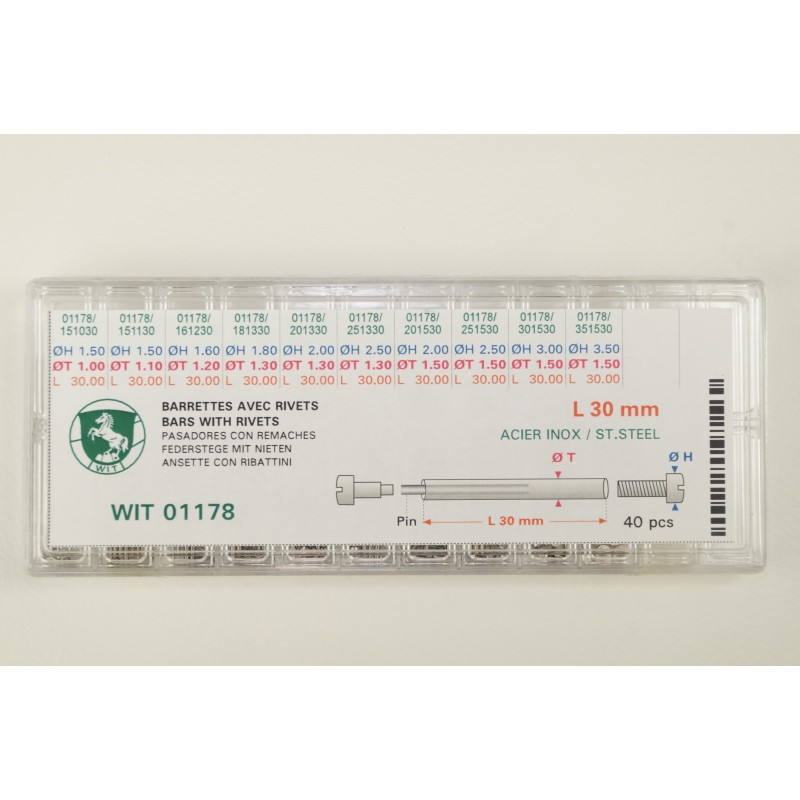 01178/ 01178/ 01178/ 01178/ 01178/ 01178/ 01178/ 01178/ 01178/ 01178/
151030 151130 161230 181330 201330 251330 201530 251530 301530 351530
ØH 1.50 ØH 1.50 ØH 1.60 ØH 1.80 ØH 2.00 ØH 2.50 ØH 2.00 ØH 2.50 ØH 3.00 ØH 3.50
ØT 1.00 ØT 1.10 ØT 1.20 ØT 1.30 ØT 1.30 ØT 1.30 ØT 1.50 ØT 1.50 ØT 1.50 ØT 1.50
L 30.00 L 30.00 L 30.00 L 30.00 L 30.00 L 30.00 L 30.00 L 30.00 L 30.00 L 30.00
BARRETTES AVEC RIVETS
BARS WITH RIVETS
PASADORES CON REMACHES
FEDERSTEGE MIT NIETEN
ANSETTE CON RIBATTINI
WIT
WIT 01178
L 30 mm
ACIER INOX / ST.STEEL
Ø T
Ø H
Pin
L 30 mm
40 pcs